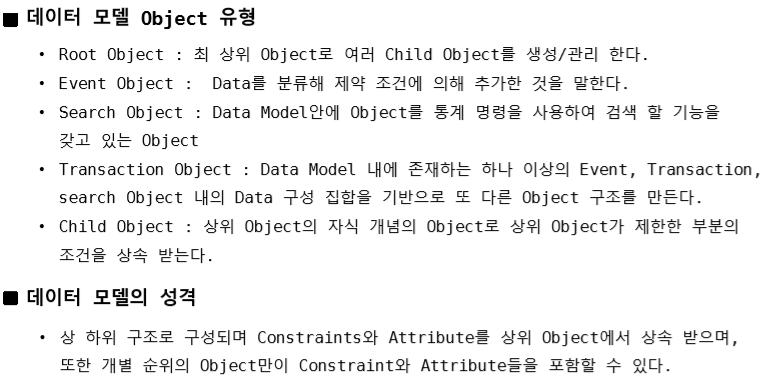 ■ 데이터 모델 Object 유형
• Root Object : 최 상위 Object로 여러 Child Object를 생성/관리 한다.
• Event Object :  Data를 분류해 제약 조건에 의해 추가한 것을 말한다.
• Search Object : Data Model안에 Object를 통계 명령을 사용하여 검색 할 기능을
갖고 있는 Object
• Transaction Object : Data Model 내에 존재하는 하나 이상의 Event, Transaction,
search Object 내의 Data 구성 집합을 기반으로 또 다른 Object 구조를 만든다.
• Child Object : 상위 Object의 자식 개념의 Object로 상위 Object가 제한한 부분의
조건을 상속 받는다.
■ 데이터 모델의 성격
• 상 하위 구조로 구성되며 Constraints와 Attribute를 상위 Object에서 상속 받으며,
또한 개별 순위의 Object만이 Constraint와 Attribute들을 포함할 수 있다.